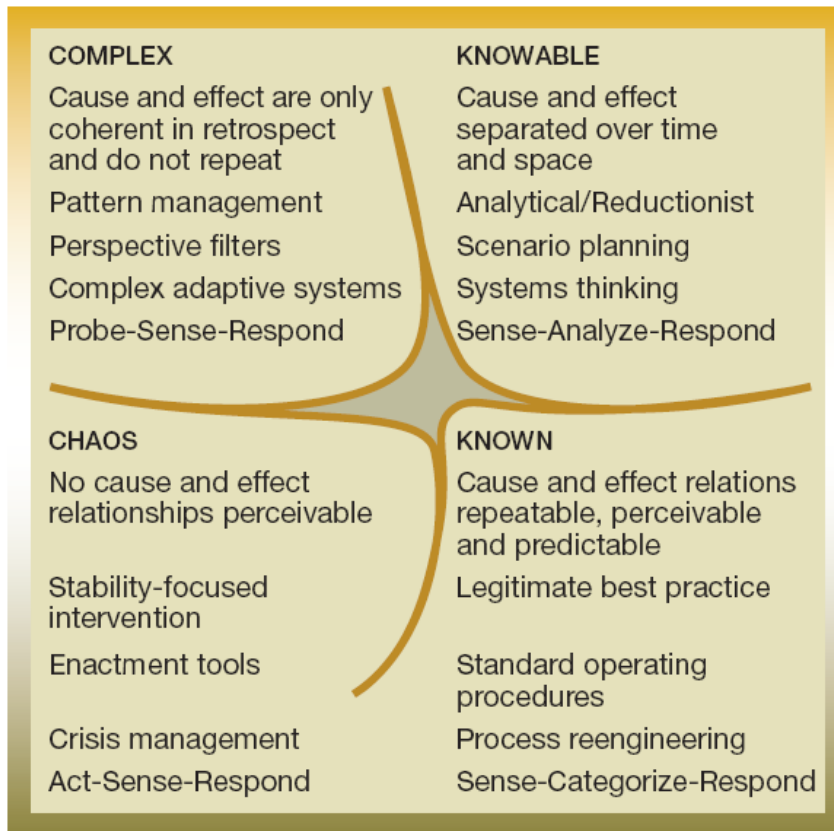 COMPLEX
Cause and effect are only
coherent in retrospect
and do not repeat
Pattern management
Perspective filters
Complex adaptive systems
Probe-Sense-Respond
KNOWABLE
Cause and effect
separated over time
and space
Analytical/Reductionist
Scenario planning
Systems thinking
Sense-Analyze-Respond
CHAOS
No cause and effect
relationships perceivable
Stability-focused
intervention
Enactment tools
Crisis management
Act-Sense-Respond
KNOWN
Cause and effect relations
repeatable, perceivable
and predictable
Legitimate best practice
Standard operating
procedures
Process reengineering
Sense-Categorize-Respond